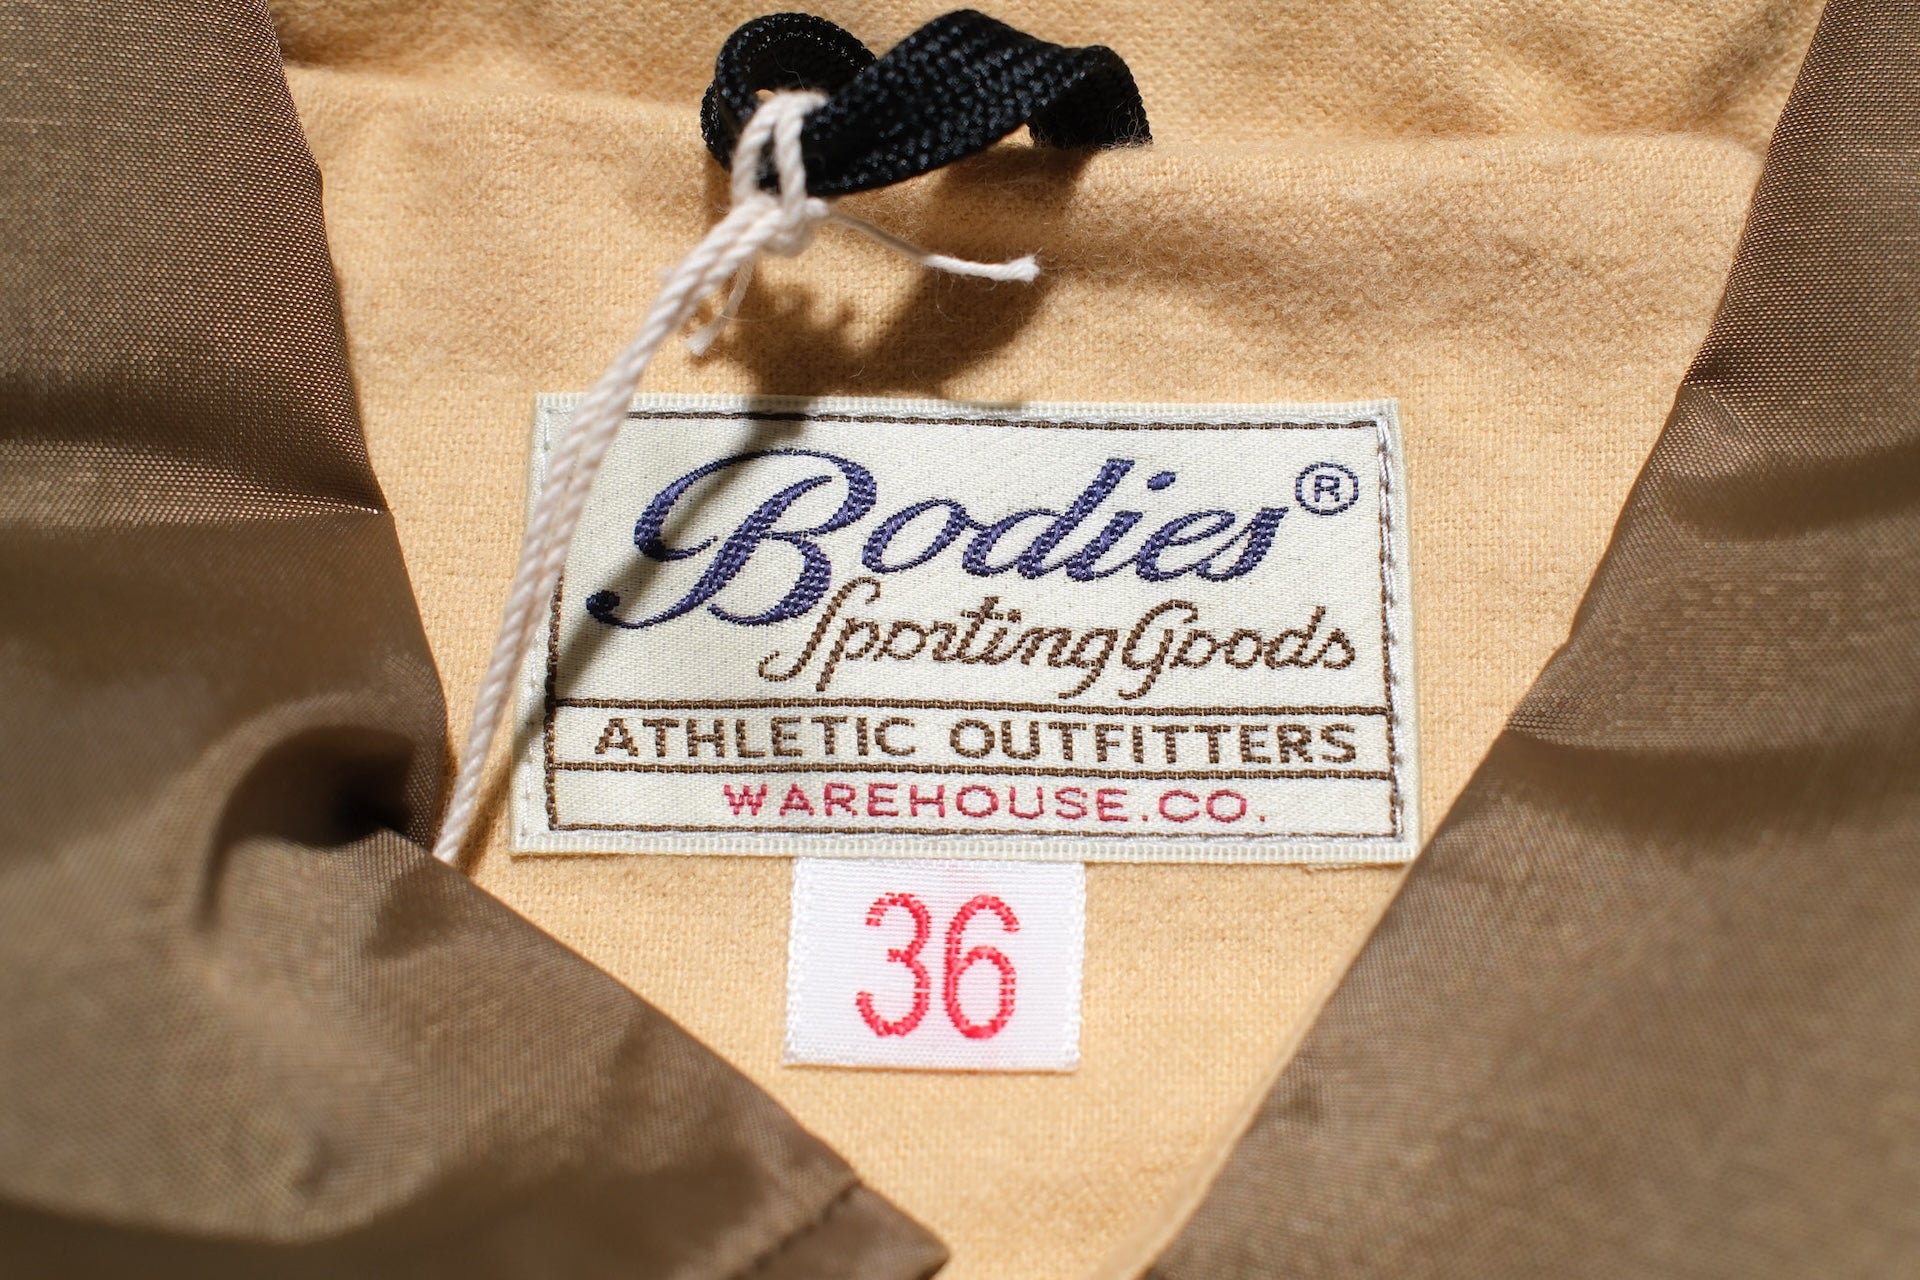 Bodies®
Sporting Goods
ATHLETIC OUTFITTERS
WAREHOUSE.CO.
36